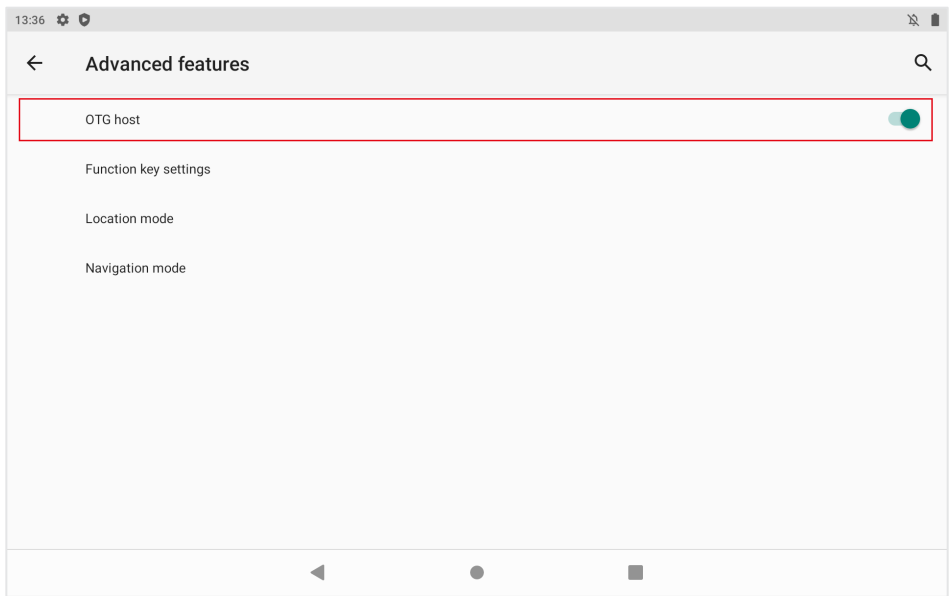 13:36
Advanced features
OTG host
Function key settings
Location mode
Navigation mode